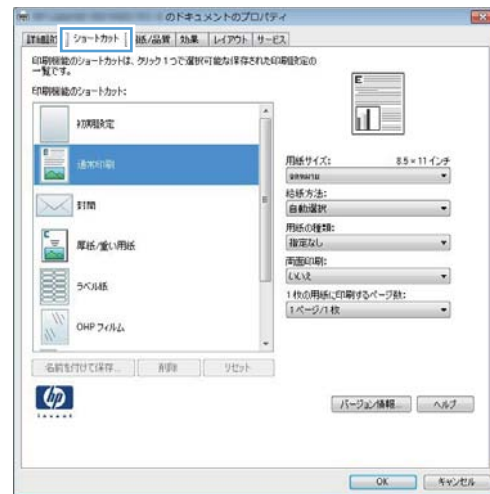 のドキュメントのプロパティ
詳細設定 ショートカット 用紙/品質 効果 レイアウト サービス
印刷機能のショートカットは、クリック 1 つで選択可能な保存された印刷設定の
一覧です。
印刷機能のショートカット:
初期設定
通常印刷
封筒
厚紙/重い用紙
ラベル紙
OHP フィルム
名前を付けて保存... 削除 リセット
用紙サイズ: 8.5 × 11 インチ
給紙方法:
自動選択
用紙の種類:
指定なし
両面印刷:
いいえ
1 枚の用紙に印刷するページ数:
1 ページ/1 枚
hp
invent
バージョン情報... ヘルプ
OK キャンセル